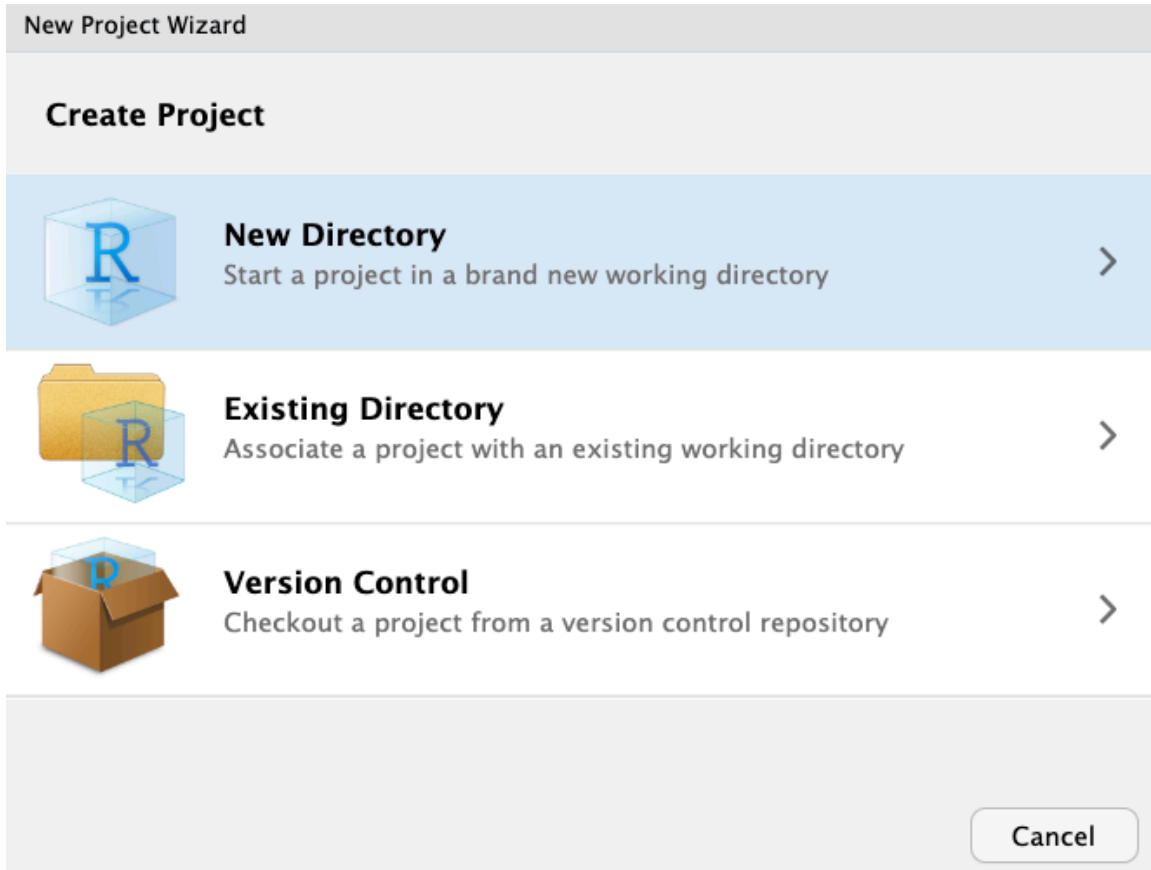 New Project Wizard
Create Project
R
New Directory
Start a project in a brand new working directory
R
Existing Directory
Associate a project with an existing working directory
R
Version Control
Checkout a project from a version control repository
Cancel